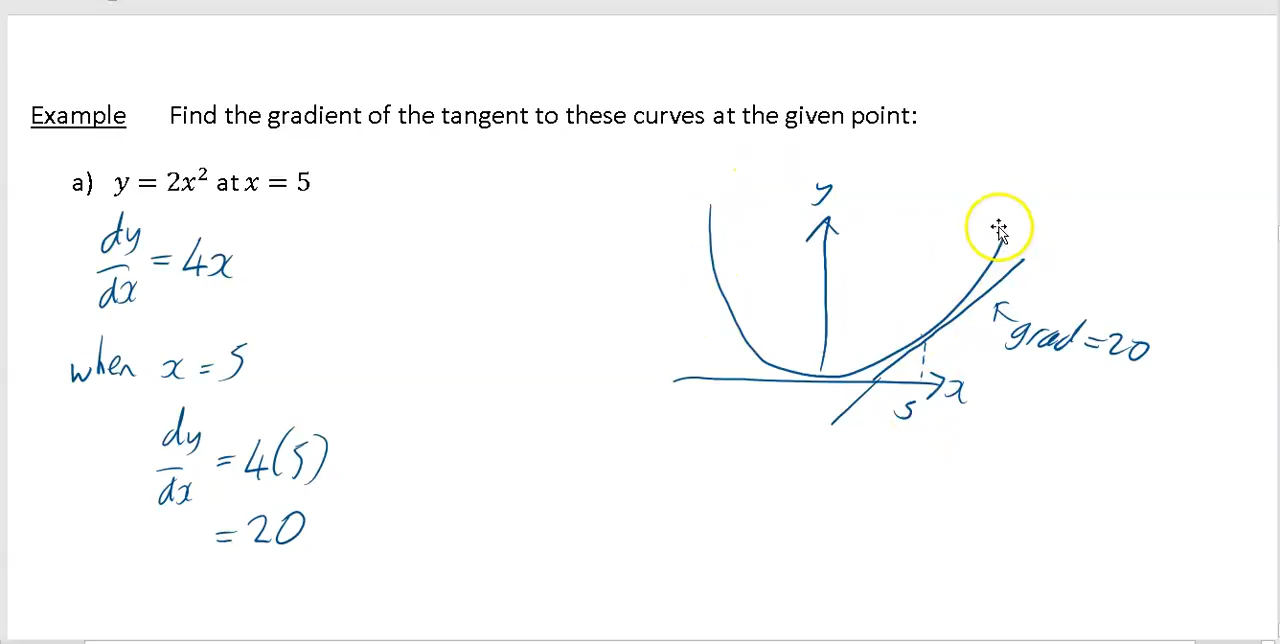 Example Find the gradient of the tangent to these curves at the given point:
a) y = 2x² at x = 5
dy/dx = 4x
when x = 5
dy/dx = 4(5)
= 20
y
grad = 20
x
5